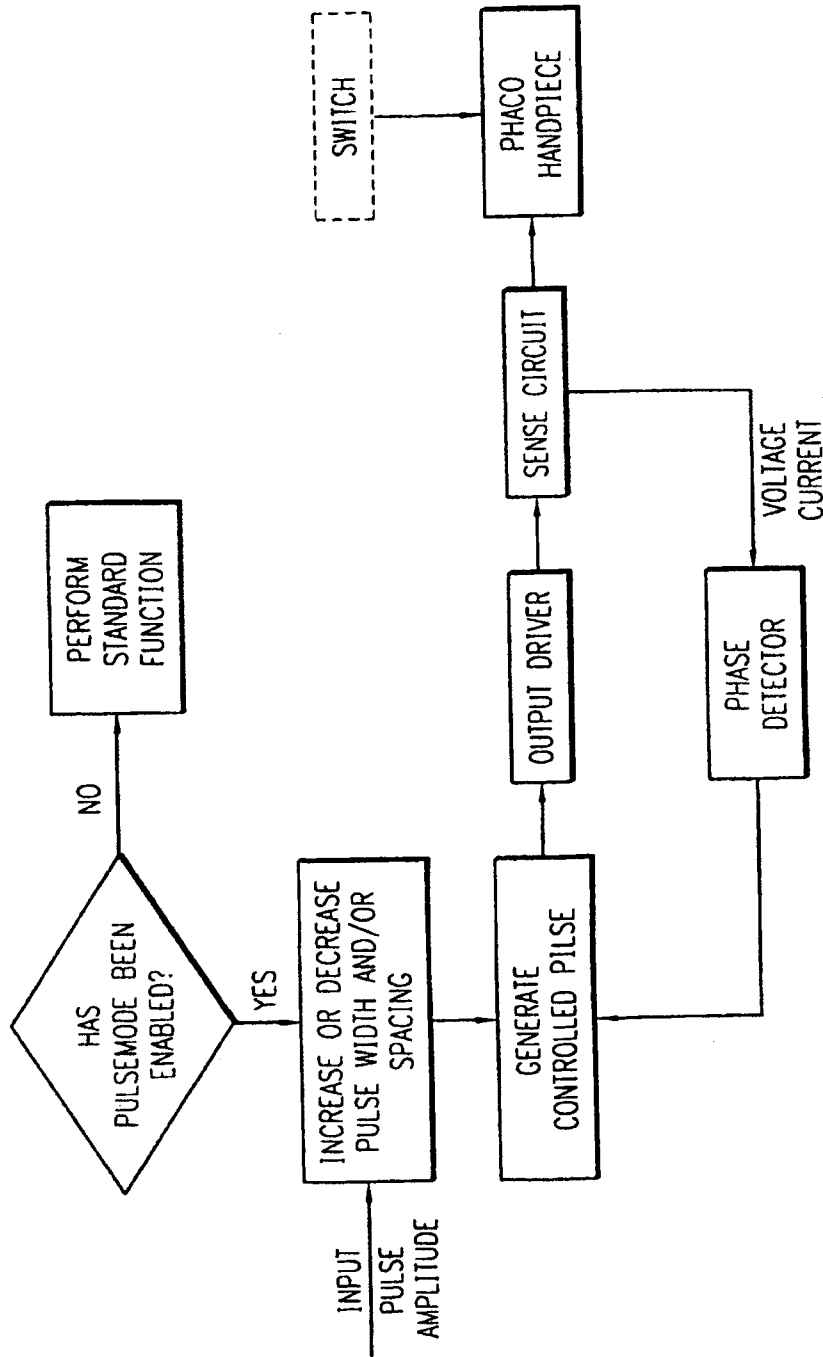 HAS
PULSEMODE BEEN
ENABLED?
NO
PERFORM
STANDARD
FUNCTION
YES
INPUT
PULSE
AMPLITUDE
INCREASE OR DECREASE
PULSE WIDTH AND/OR
SPACING
GENERATE
CONTROLLED PILSE
OUTPUT DRIVER
SENSE CIRCUIT
SWITCH
PHACO
HANDPIECE
VOLTAGE
CURRENT
PHASE
DETECTOR